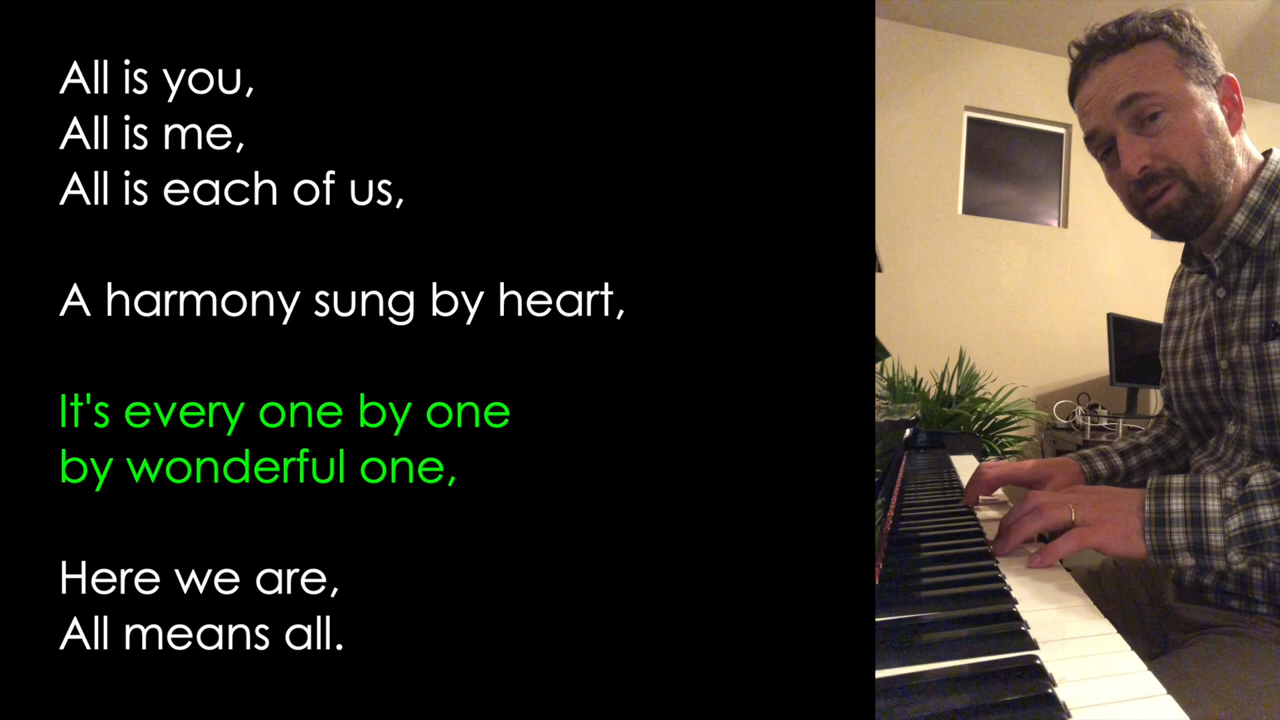 All is you,
All is me,
All is each of us,
A harmony sung by heart,
It's every one by one
by wonderful one,
Here we are,
All means all.